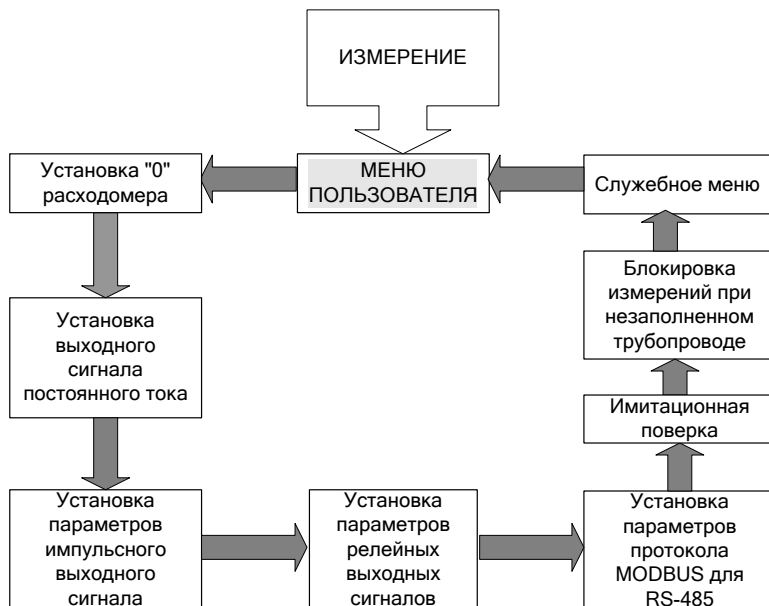 ИЗМЕРЕНИЕ
МЕНЮ
ПОЛЬЗОВАТЕЛЯ
Установка "0"
расходомера
Установка
выходного
сигнала
постоянного тока
Установка
параметров
импульсного
выходного
сигнала
Установка
параметров
релейных
выходных
сигналов
Установка
параметров
протокола
MODBUS для
RS-485
Имитационная
поверка
Блокировка
измерений при
незаполненном
трубопроводе
Служебное меню